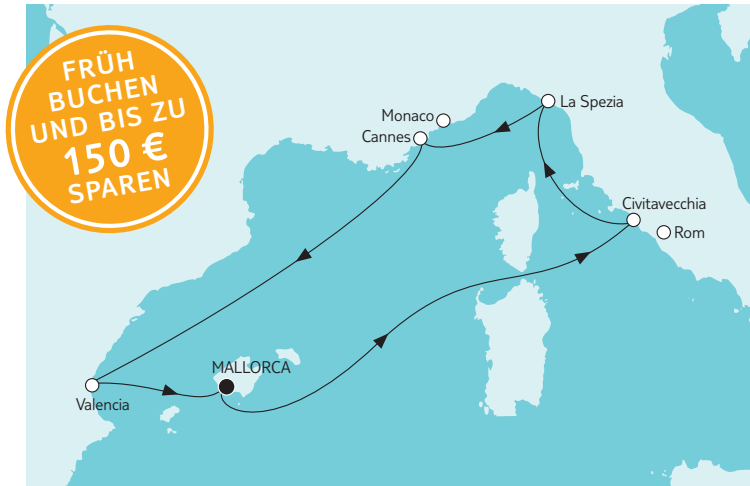 FRÜH
BUCHEN
UND BIS ZU
150 €
SPAREN
Monaco
Cannes
La Spezia
Civitavecchia
Rom
MALLORCA
Valencia